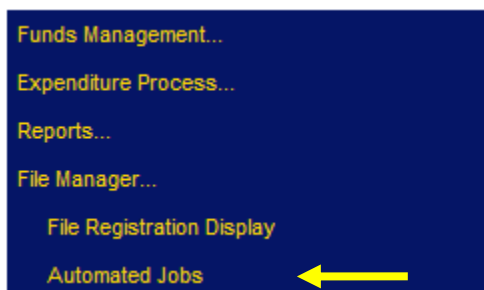 Funds Management...
Expenditure Process...
Reports...
File Manager...
File Registration Display
Automated Jobs